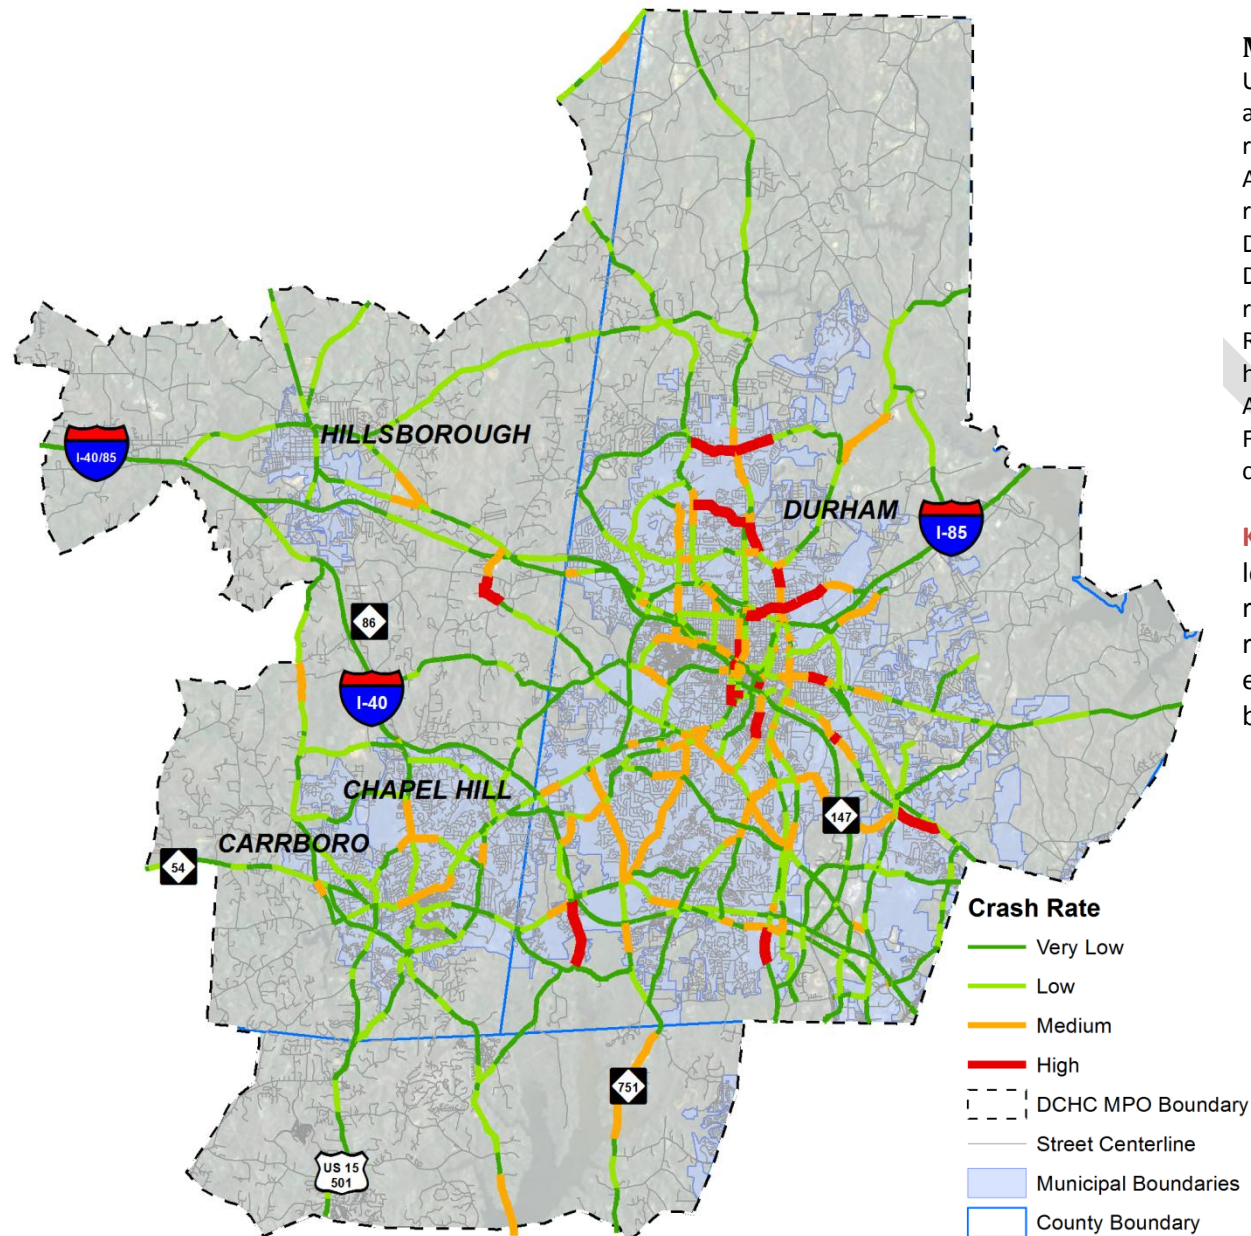 HILLSBOROUGH
I-40/85
DURHAM
I-85
86
I-40
CHAPEL HILL
CARRBORO
147
54
751
US 15
501
Crash Rate
Very Low
Low
Medium
High
DCHC MPO Boundary
Street Centerline
Municipal Boundaries
County Boundary